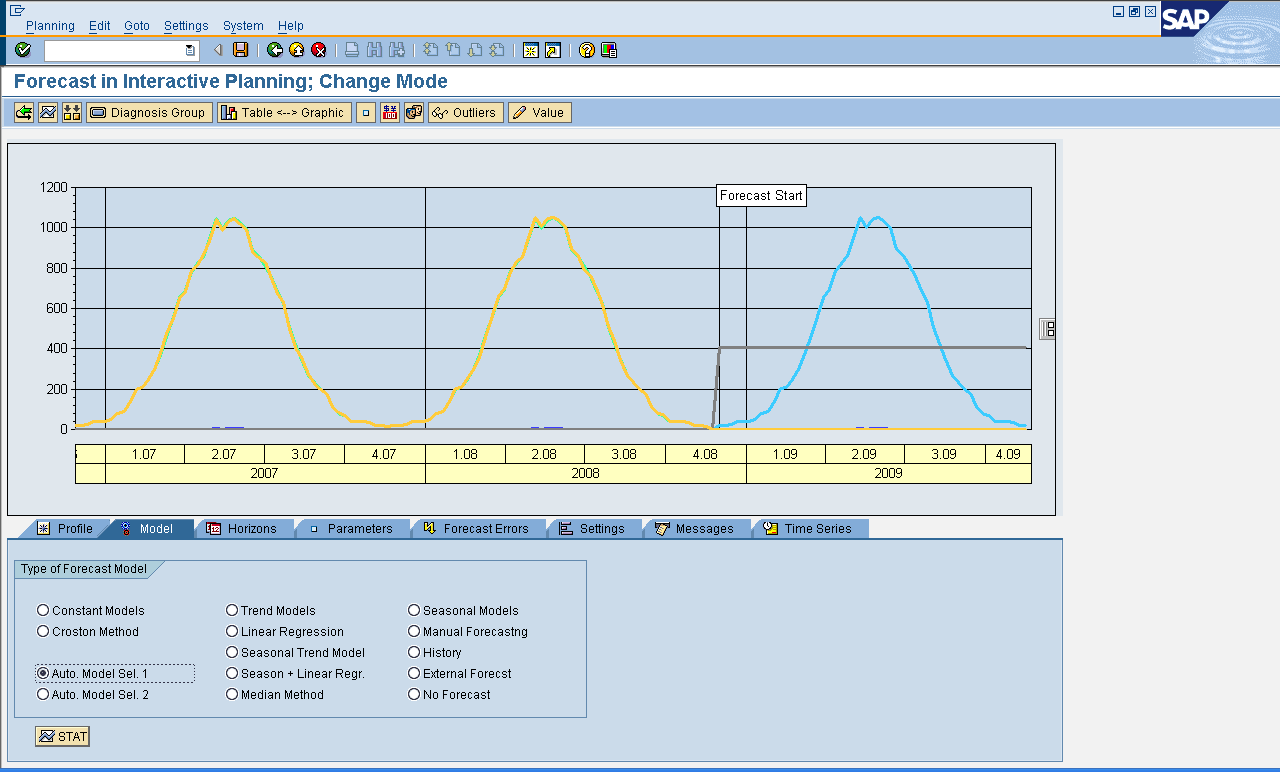 Planning Edit Goto Settings System Help
SAP
Forecast in Interactive Planning; Change Mode
Diagnosis Group Table <--> Graphic Outliers Value
Forecast Start
1200
1000
800
600
400
200
0
1.07 2.07 3.07 4.07 1.08 2.08 3.08 4.08 1.09 2.09 3.09 4.09
2007 2008 2009
Profile Model Horizons Parameters Forecast Errors Settings Messages Time Series
Type of Forecast Model
Constant Models Trend Models Seasonal Models
Croston Method Linear Regression Manual Forecastng
Seasonal Trend Model History
Auto. Model Sel. 1 Season + Linear Regr. External Forecst
Auto. Model Sel. 2 Median Method No Forecast
STAT